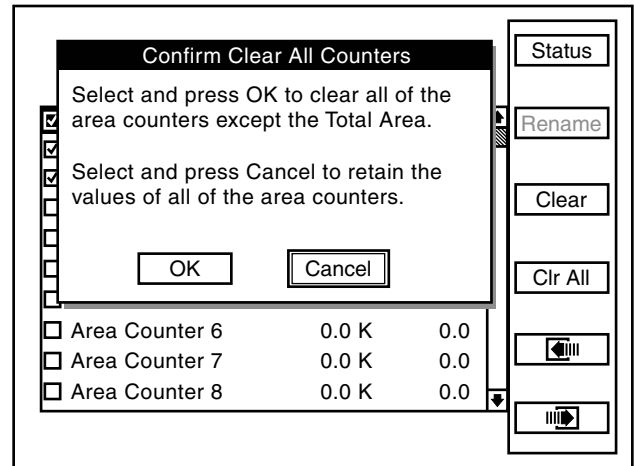 Confirm Clear All Counters
Select and press OK to clear all of the
area counters except the Total Area.
Select and press Cancel to retain the
values of all of the area counters.
OK
Cancel
Area Counter 6 0.0 K 0.0
Area Counter 7 0.0 K 0.0
Area Counter 8 0.0 K 0.0
Status
Rename
Clear
Clr All